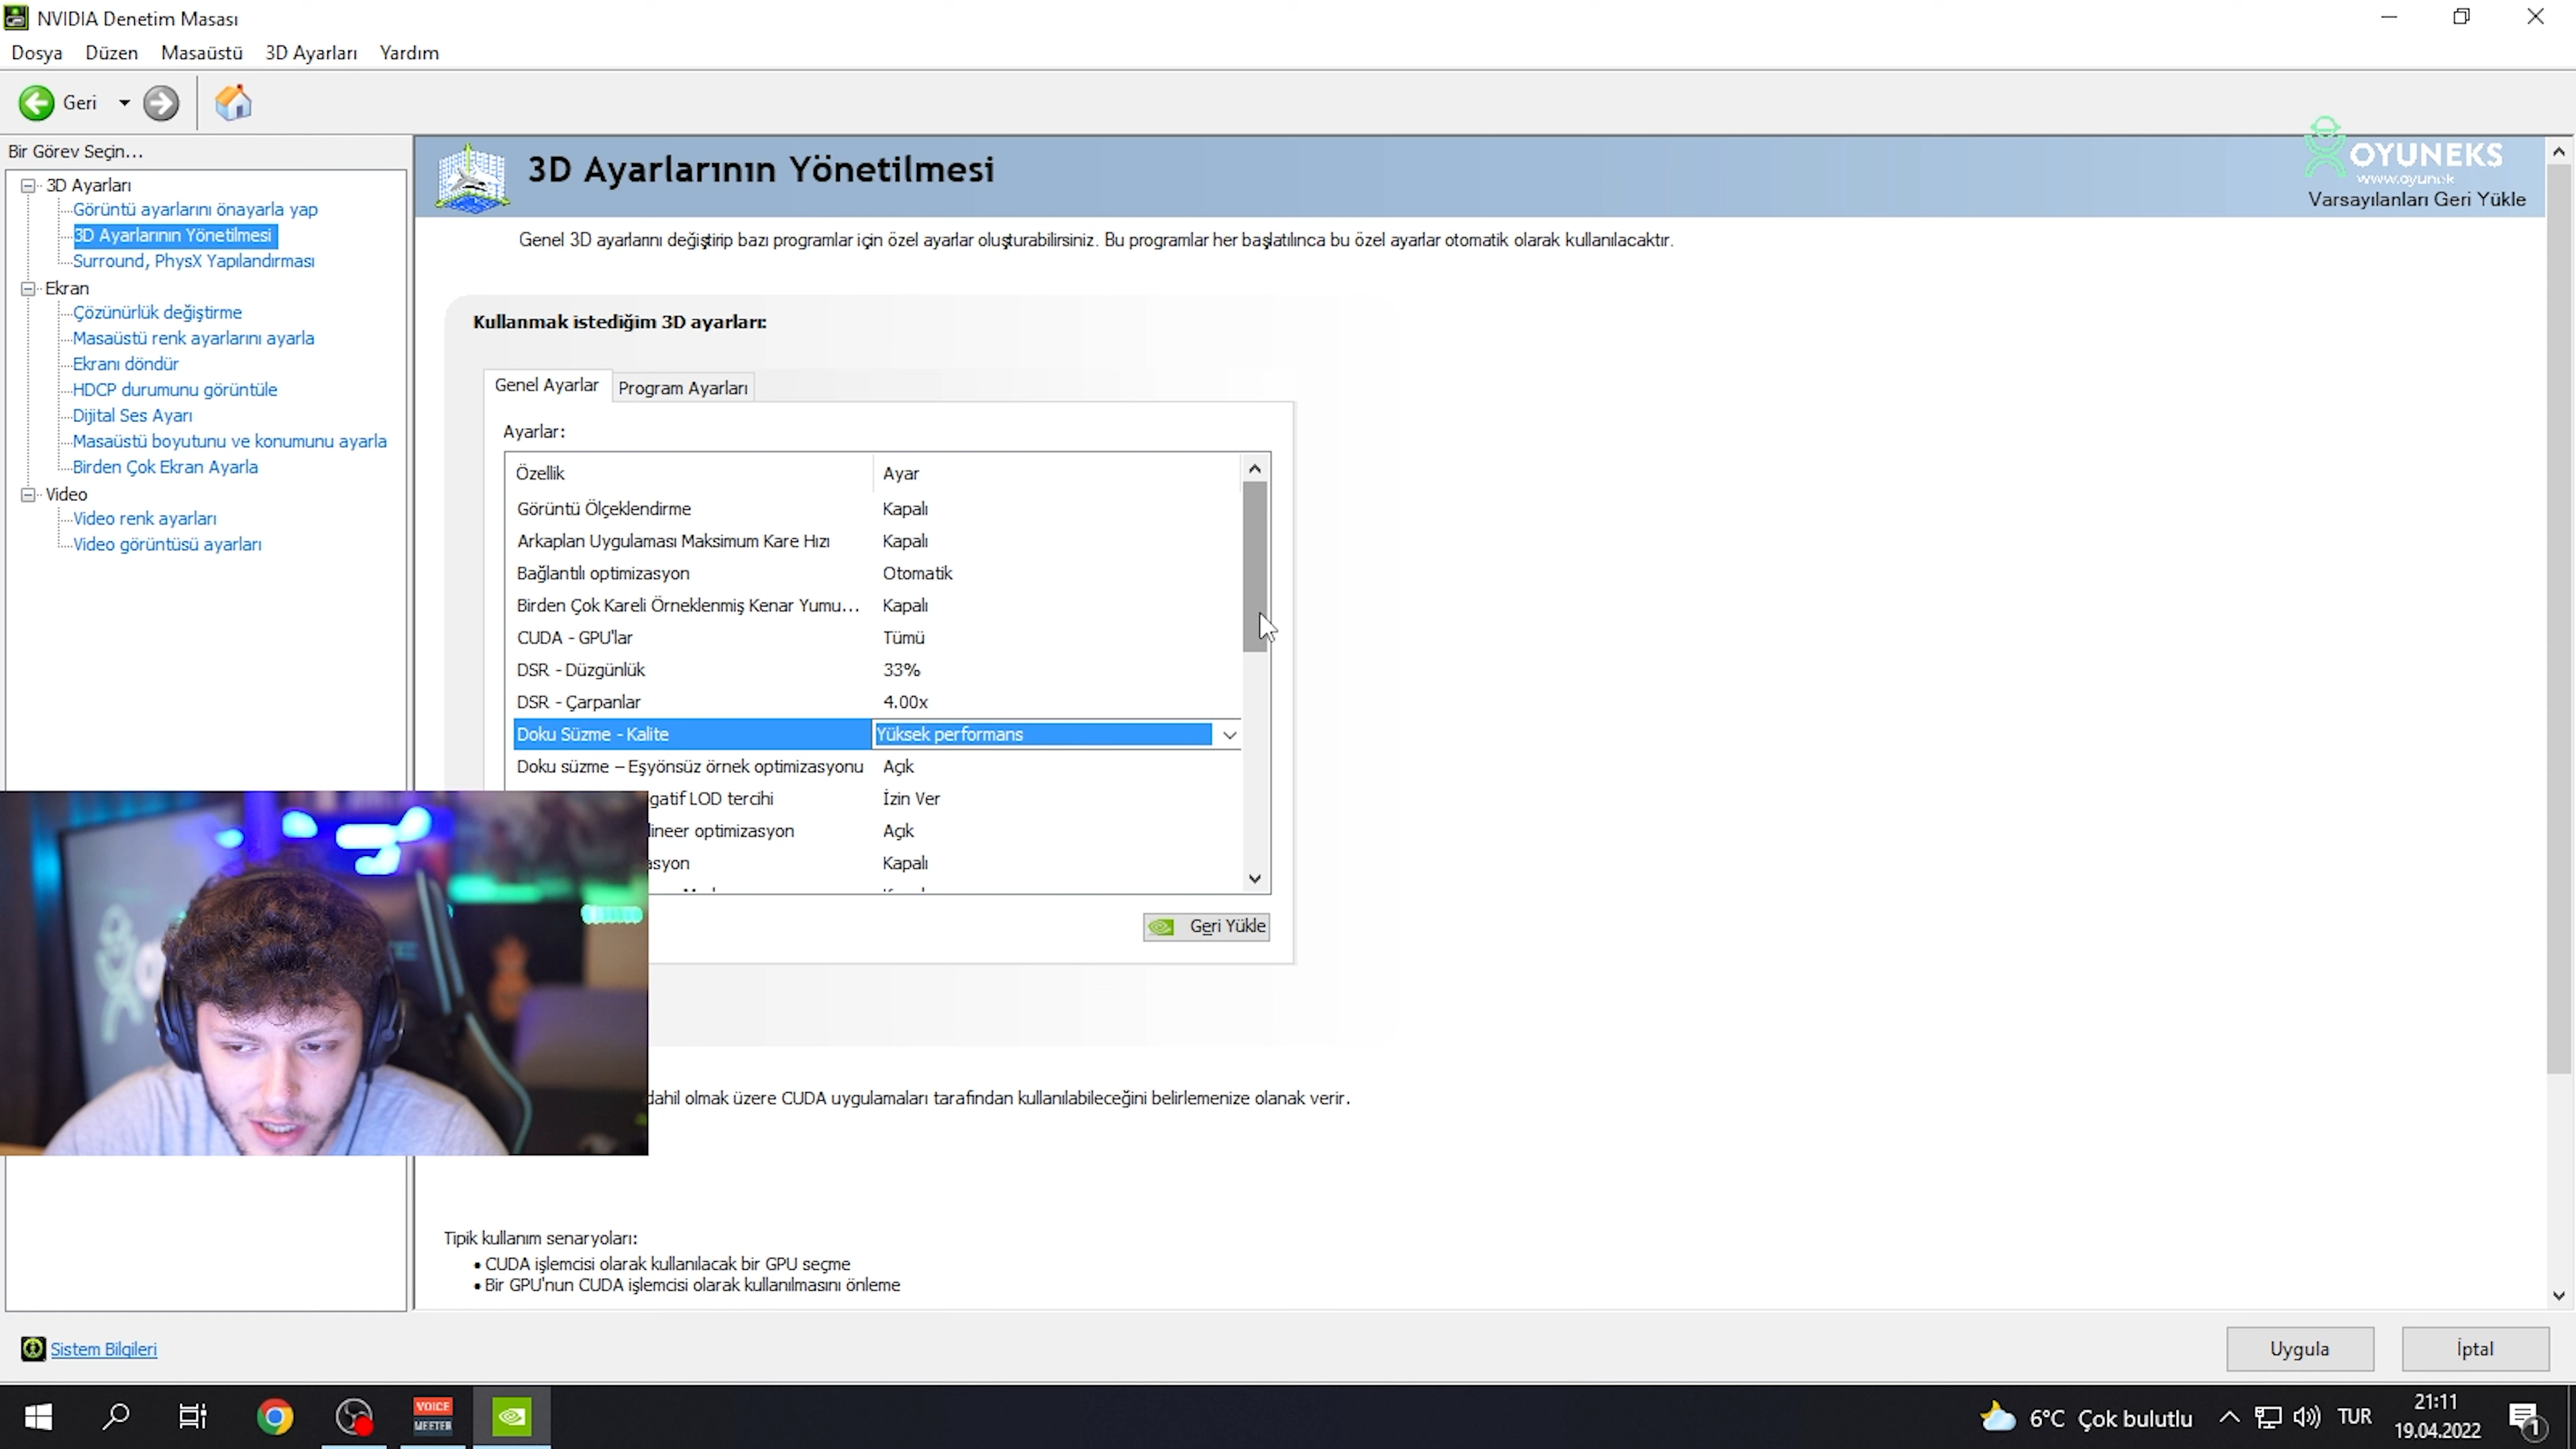 NVIDIA Denetim Masası
Dosya Düzen Masaüstü 3D Ayarları Yardım
Geri
Bir Görev Seçin...
3D Ayarları
Görüntü ayarlarını önayarla yap
3D Ayarlarının Yönetilmesi
Surround, PhysX Yapılandırması
Ekran
Çözünürlük değiştirme
Masaüstü renk ayarlarını ayarla
Ekranı döndür
HDCP durumunu görüntüle
Dijital Ses Ayarı
Masaüstü boyutunu ve konumunu ayarla
Birden Çok Ekran Ayarla
Video
Video renk ayarları
Video görüntüsü ayarları
3D Ayarlarının Yönetilmesi
OYUNEKS
www.oyunek
Varsayılanları Geri Yükle
Genel 3D ayarlarını değiştirip bazı programlar için özel ayarlar oluşturabilirsiniz. Bu programlar her başlatılınca bu özel ayarlar otomatik olarak kullanılacaktır.
Kullanmak istediğim 3D ayarları:
Genel Ayarlar Program Ayarları
Ayarlar:
Özellik Ayar
Görüntü Ölçeklendirme Kapalı
Arkaplan Uygulaması Maksimum Kare Hızı Kapalı
Bağlantılı optimizasyon Otomatik
Birden Çok Kareli Örneklenmiş Kenar Yumu... Kapalı
CUDA - GPU'lar Tümü
DSR - Düzgünlük 33%
DSR - Çarpanlar 4.00x
Doku Süzme - Kalite Yüksek performans
Doku süzme – Eşyönsüz örnek optimizasyonu Açık
gatif LOD tercihi İzin Ver
lineer optimizasyon Açık
asyon Kapalı
Geri Yükle
dahil olmak üzere CUDA uygulamaları tarafından kullanılabileceğini belirlemenize olanak verir.
Tipik kullanım senaryoları:
• CUDA işlemcisi olarak kullanılacak bir GPU seçme
• Bir GPU'nun CUDA işlemcisi olarak kullanılmasını önleme
Sistem Bilgileri
Uygula İptal
VOICE
MEETER
6°C Çok bulutlu
TUR
21:11
19.04.2022
1